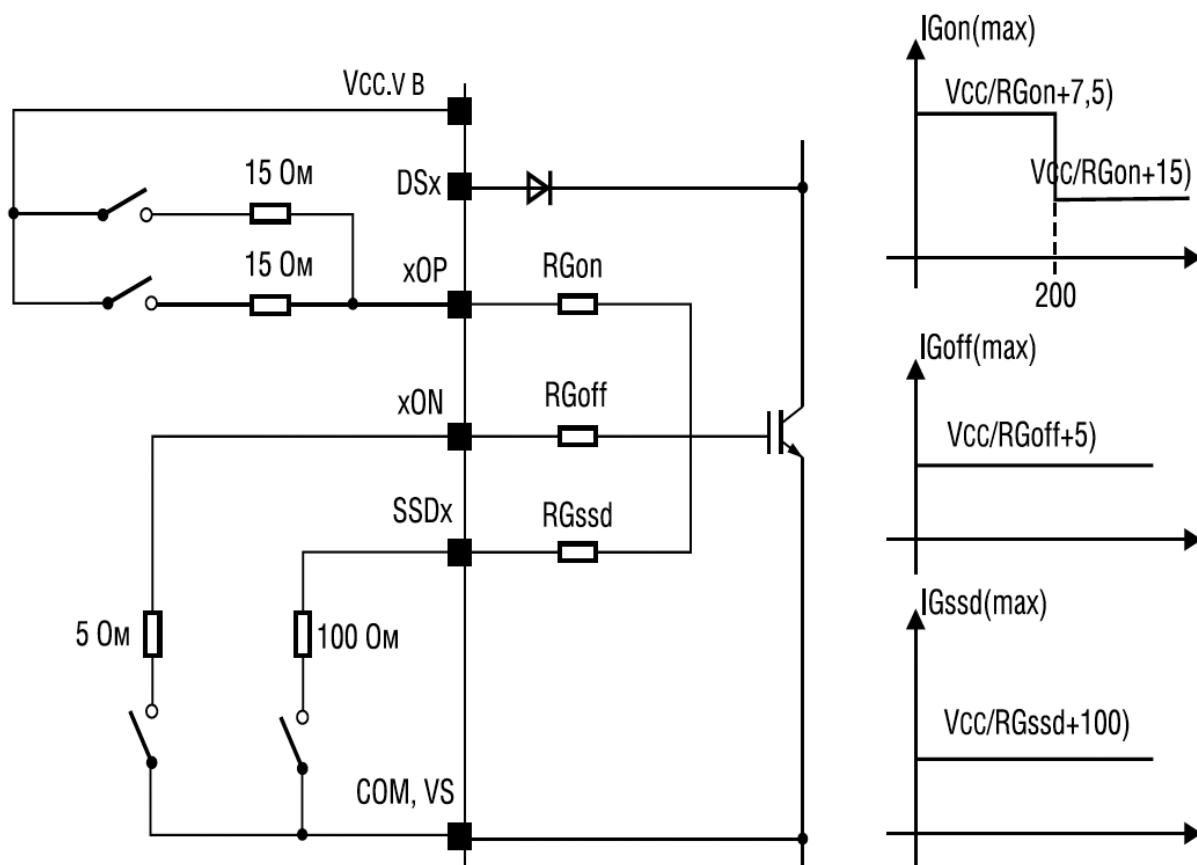 VCC.V В
DSx
15 Ом
15 Ом
xOP
RGon
xON
RGoff
SSDx
RGssd
5 Ом
100 Ом
COM, VS
IGon(max)
VCC/RGon+7,5)
VCC/RGon+15)
200
IGoff(max)
VCC/RGoff+5)
IGssd(max)
VCC/RGssd+100)